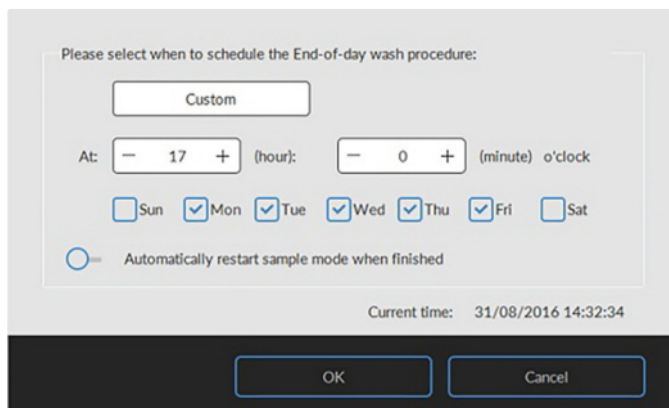 Please select when to schedule the End-of-day wash procedure:
Custom
At: − 17 + (hour): − 0 + (minute) o'clock
Sun Mon Tue Wed Thu Fri Sat
Automatically restart sample mode when finished
Current time: 31/08/2016 14:32:34
OK Cancel